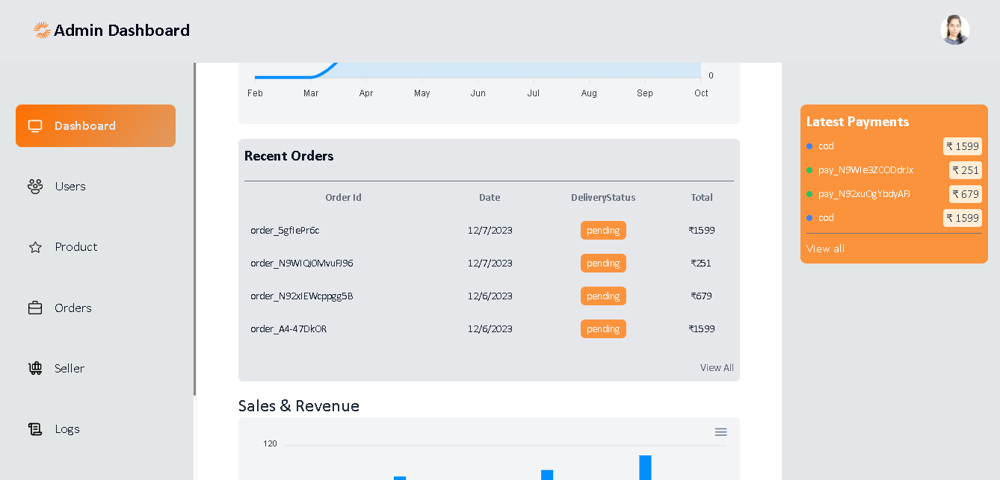 Admin Dashboard
Dashboard
Users
Product
Orders
Seller
Logs
0
Feb Mar Apr May Jun Jul Aug Sep Oct
Recent Orders
Order Id Date DeliveryStatus Total
order_5gfIePr6c 12/7/2023 pending ₹1599
order_N9WIQj0MvuFJ96 12/7/2023 pending ₹251
order_N92xIEWcppgg5B 12/6/2023 pending ₹679
order_A4-47DkOR 12/6/2023 pending ₹1599
View All
Sales & Revenue
120
Latest Payments
cod ₹ 1599
pay_N9WIe3ZCODdrJx ₹ 251
pay_N92xuOgYbdyAFJ ₹ 679
cod ₹ 1599
View all